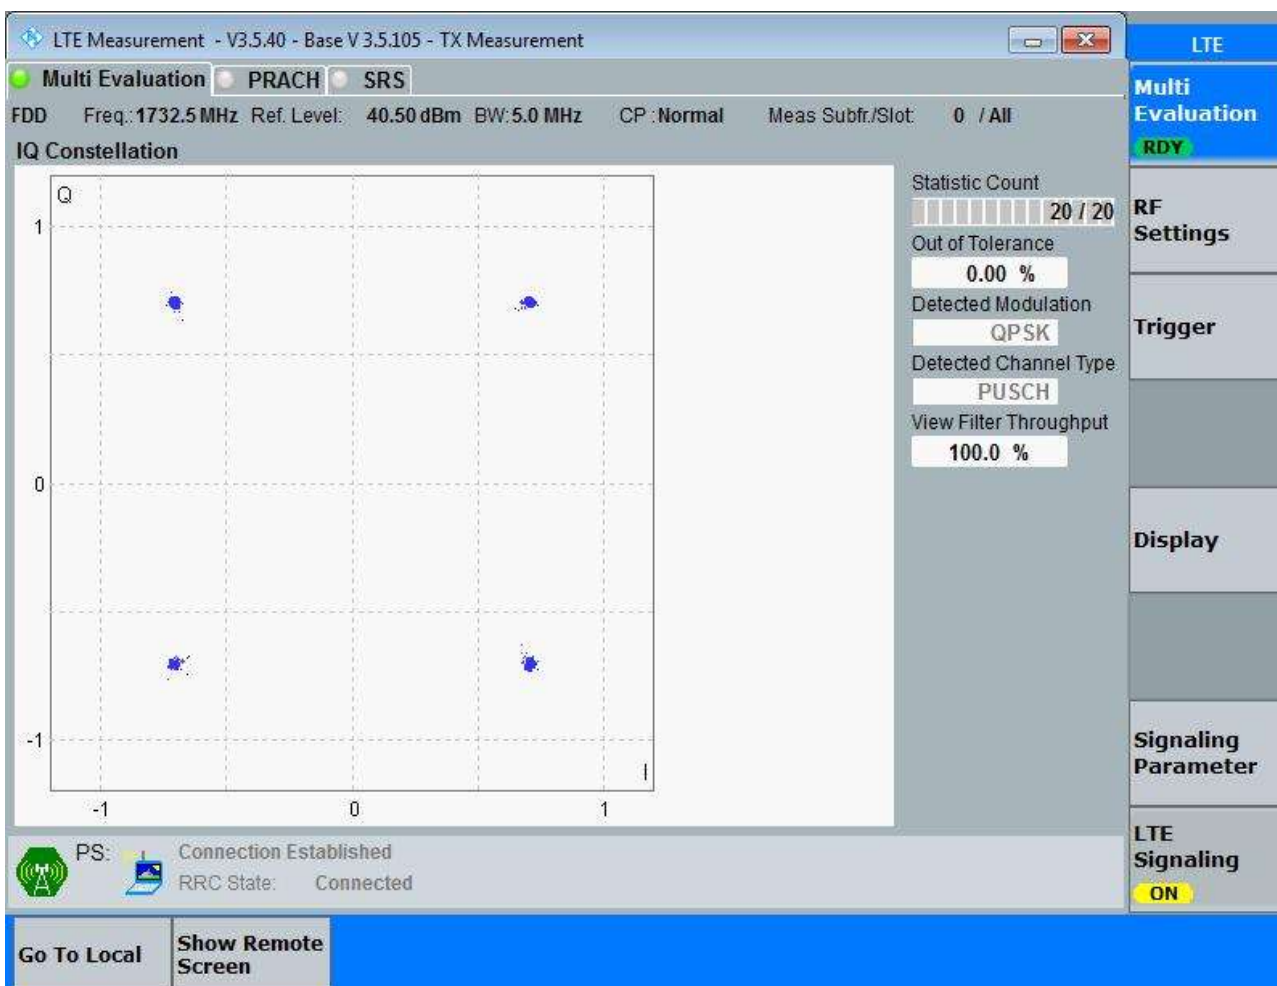 LTE Measurement - V3.5.40 - Base V 3.5.105 - TX Measurement
LTE
Multi Evaluation PRACH SRS
FDD Freq.: 1732.5 MHz Ref. Level: 40.50 dBm BW: 5.0 MHz CP : Normal Meas Subfr./Slot: 0 / All
IQ Constellation
Q
1
0
-1
I
-1 0 1
Statistic Count
20 / 20
Out of Tolerance
0.00 %
Detected Modulation
QPSK
Detected Channel Type
PUSCH
View Filter Throughput
100.0 %
Multi
Evaluation
RDY
RF
Settings
Trigger
Display
Signaling
Parameter
LTE
Signaling
ON
PS: Connection Established
RRC State: Connected
Go To Local
Show Remote
Screen